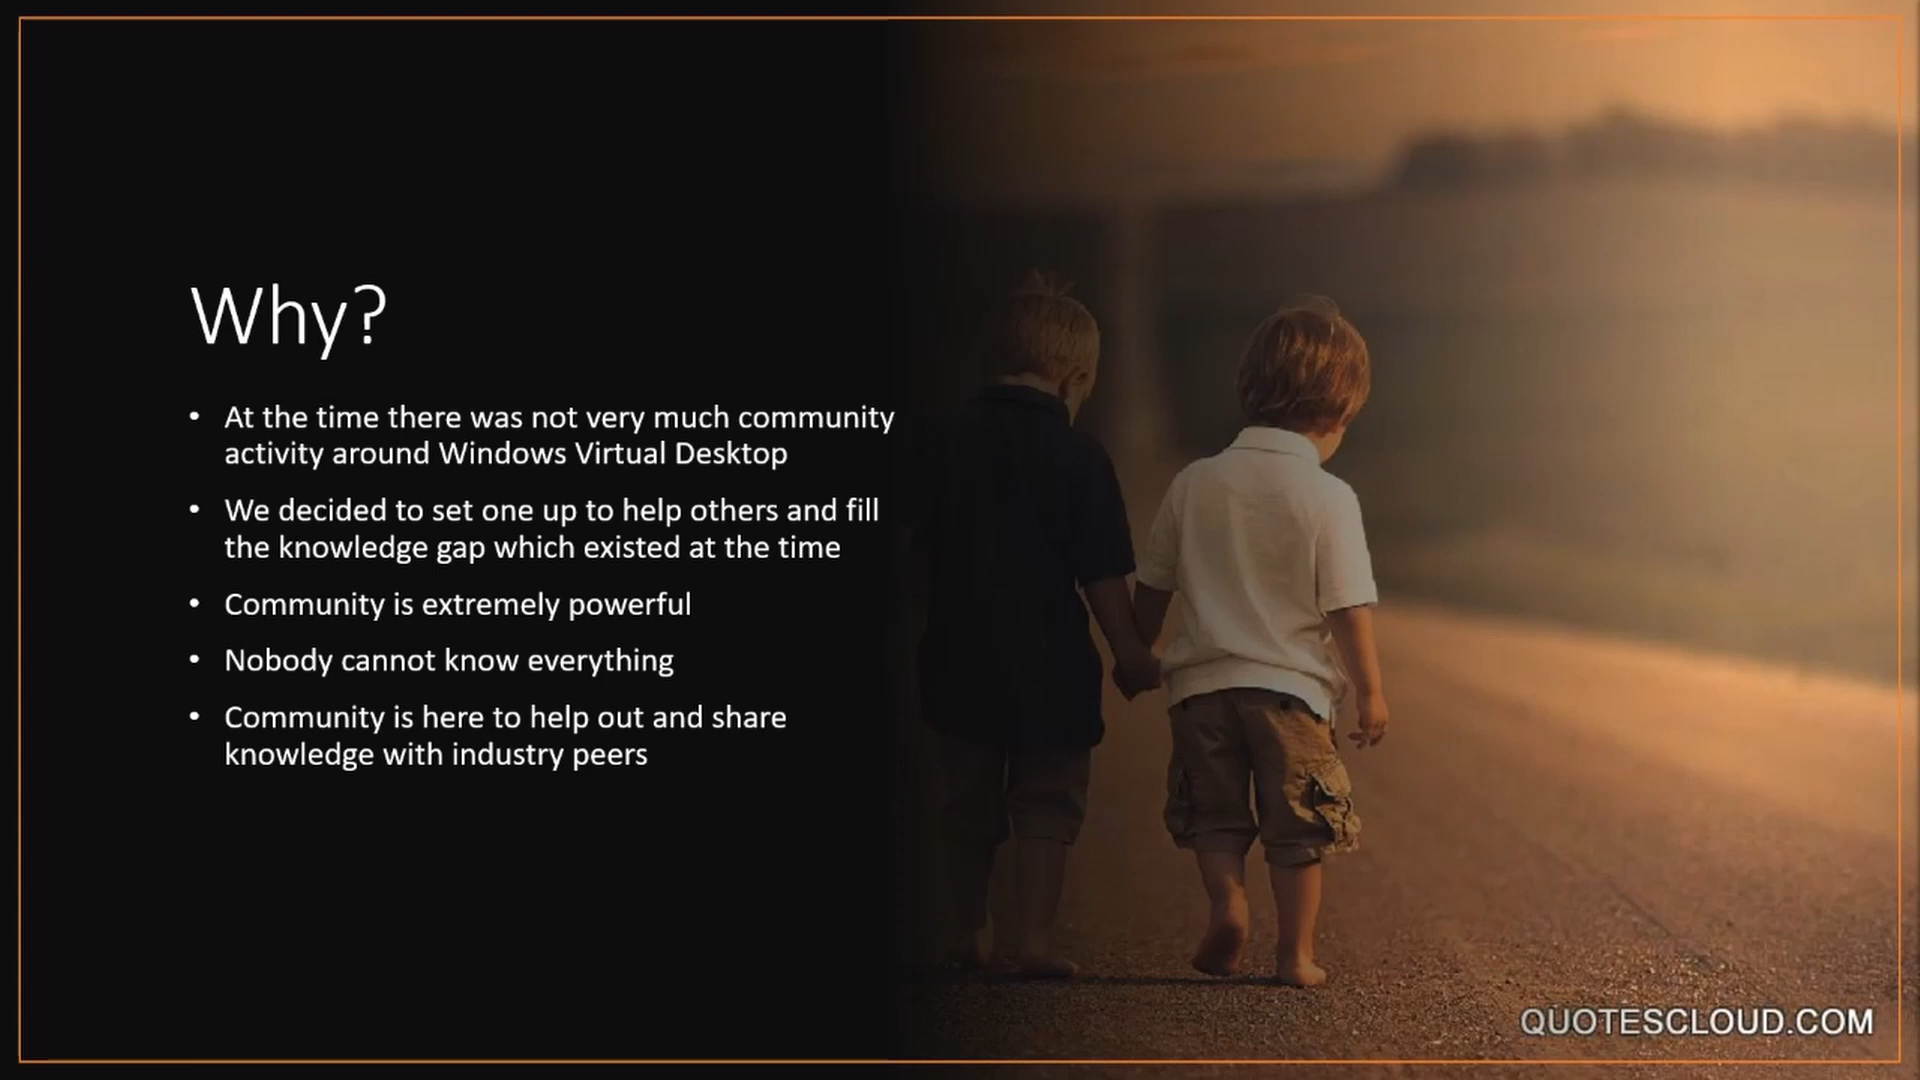 Why?
• At the time there was not very much community
activity around Windows Virtual Desktop
• We decided to set one up to help others and fill
the knowledge gap which existed at the time
• Community is extremely powerful
• Nobody cannot know everything
• Community is here to help out and share
knowledge with industry peers
QUOTESCLOUD.COM